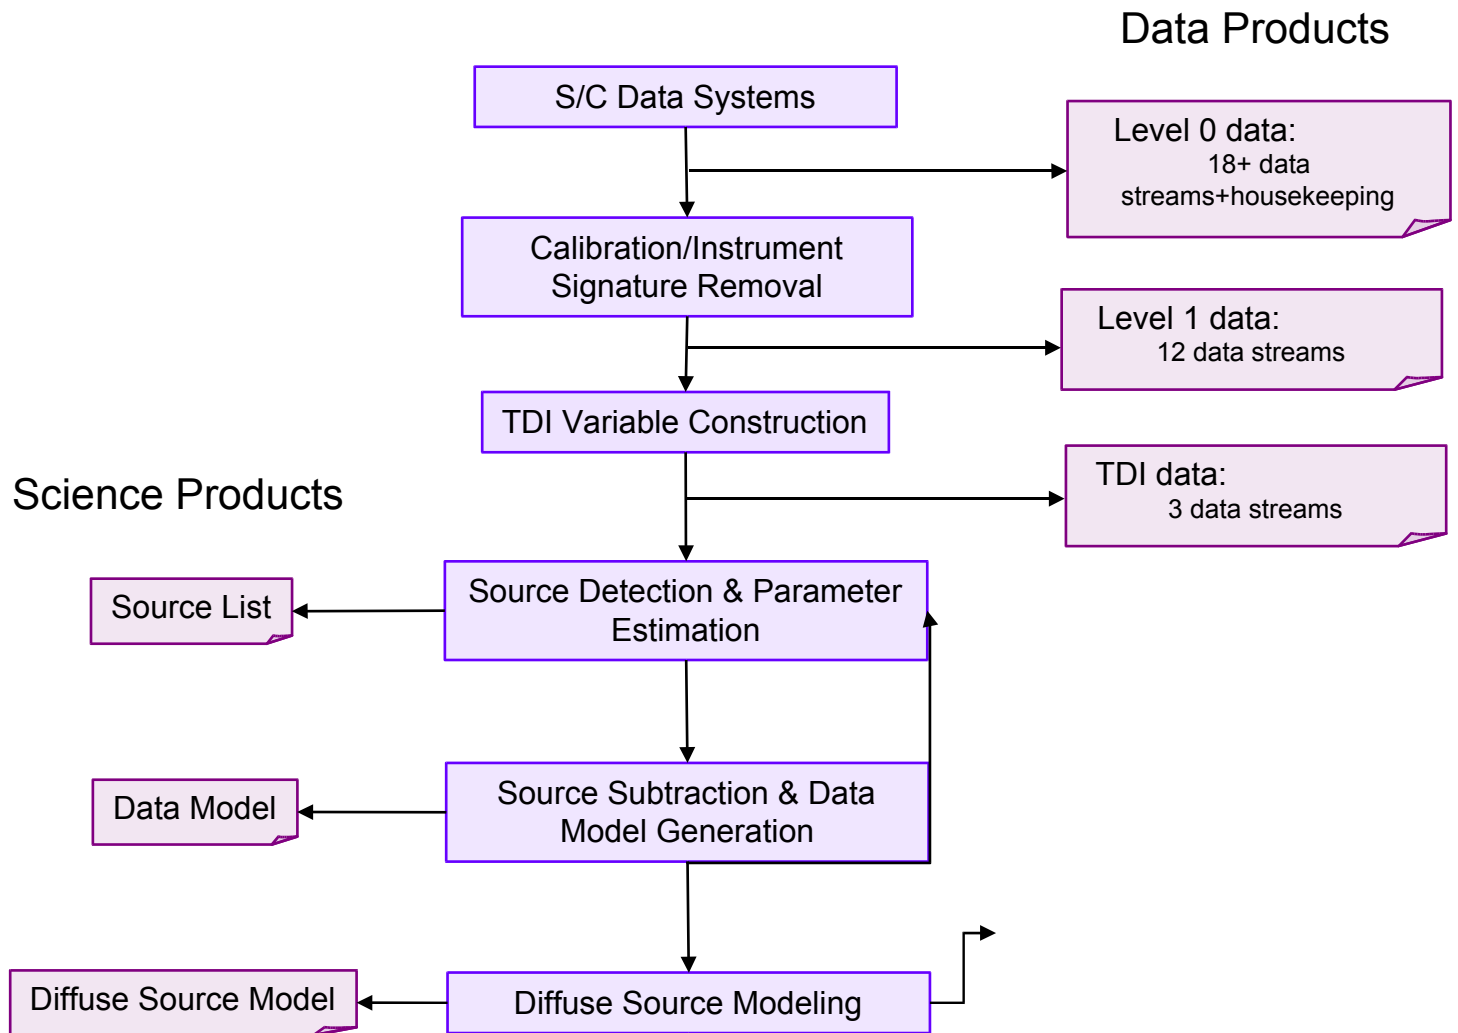 Data Products
S/C Data Systems
Level 0 data:
18+ data
streams+housekeeping
Calibration/Instrument
Signature Removal
Level 1 data:
12 data streams
TDI Variable Construction
TDI data:
3 data streams
Science Products
Source Detection & Parameter
Estimation
Source List
Source Subtraction & Data
Model Generation
Data Model
Diffuse Source Modeling
Diffuse Source Model